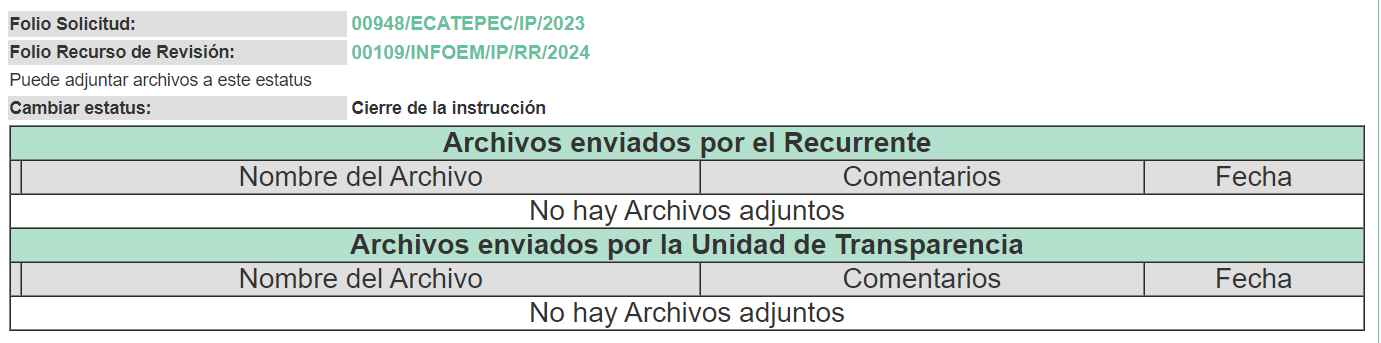 Folio Solicitud: 00948/ECATEPEC/IP/2023
Folio Recurso de Revisión: 00109/INFOEM/IP/RR/2024
Puede adjuntar archivos a este estatus
Cambiar estatus: Cierre de la instrucción
Archivos enviados por el Recurrente
Nombre del Archivo Comentarios Fecha
No hay Archivos adjuntos
Archivos enviados por la Unidad de Transparencia
Nombre del Archivo Comentarios Fecha
No hay Archivos adjuntos